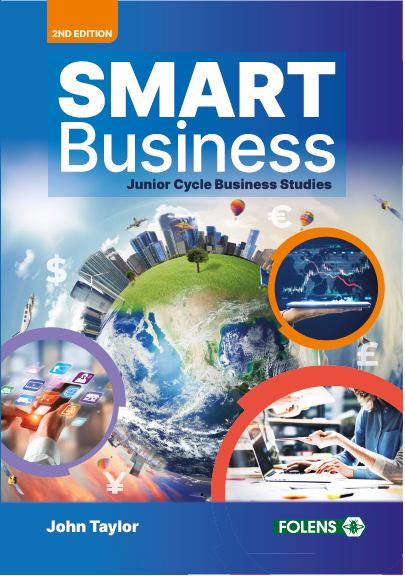 2ND EDITION
SMART
Business
Junior Cycle Business Studies
€
$
£
¥
John Taylor
FOLENS